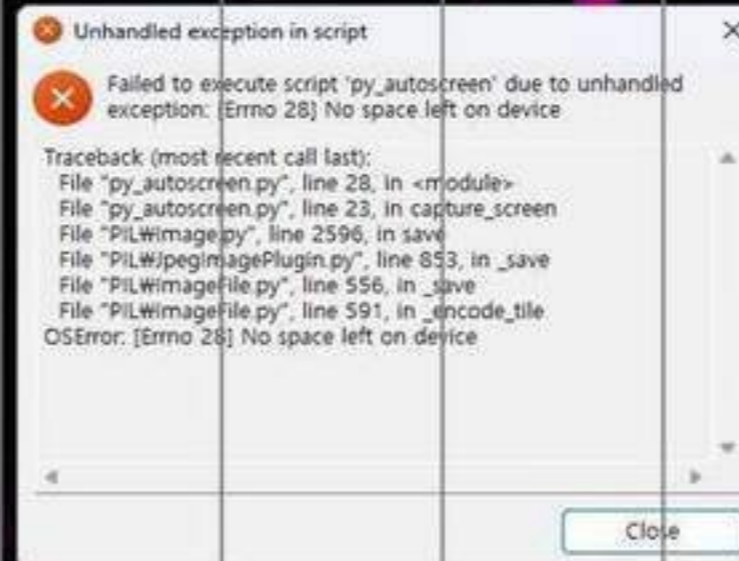 Unhandled exception in script
Failed to execute script 'py_autoscreen' due to unhandled
exception: [Errno 28] No space left on device
Traceback (most recent call last):
File "py_autoscreen.py", line 28, in <module>
File "py_autoscreen.py", line 23, in capture_screen
File "PIL₩Image.py", line 2596, in save
File "PIL₩JpegImagePlugin.py", line 853, in _save
File "PIL₩ImageFile.py", line 556, in _save
File "PIL₩ImageFile.py", line 591, in _encode_tile
OSError: [Errno 28] No space left on device
Close